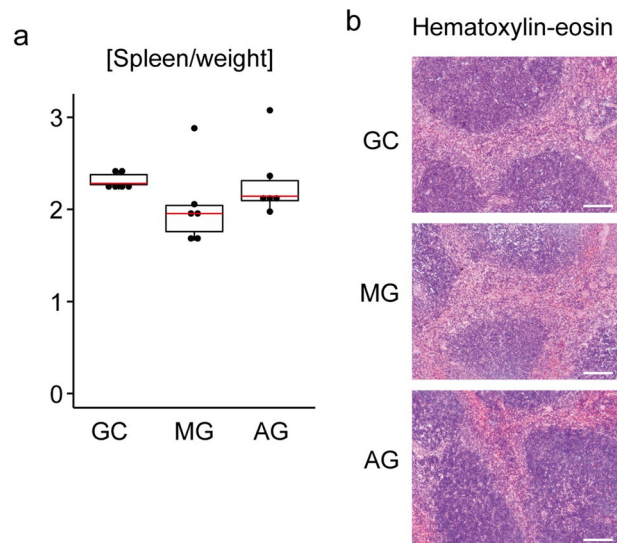 a
[Spleen/weight]
3
2
1
0
GC MG AG
b
Hematoxylin-eosin
GC
MG
AG